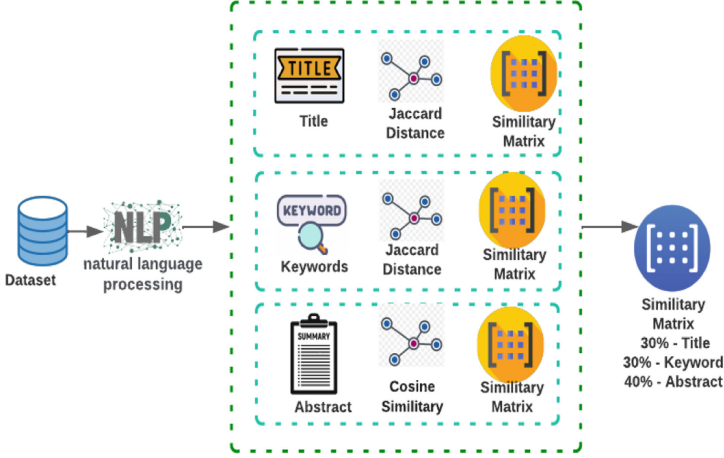 TITLE
Title
Jaccard
Distance
Similitary
Matrix
KEYWORD
Keywords
Jaccard
Distance
Similitary
Matrix
SUMMARY
Abstract
Cosine
Similitary
Similitary
Matrix
Dataset
NLP
natural language
processing
Similitary
Matrix
30% - Title
30% - Keyword
40% - Abstract